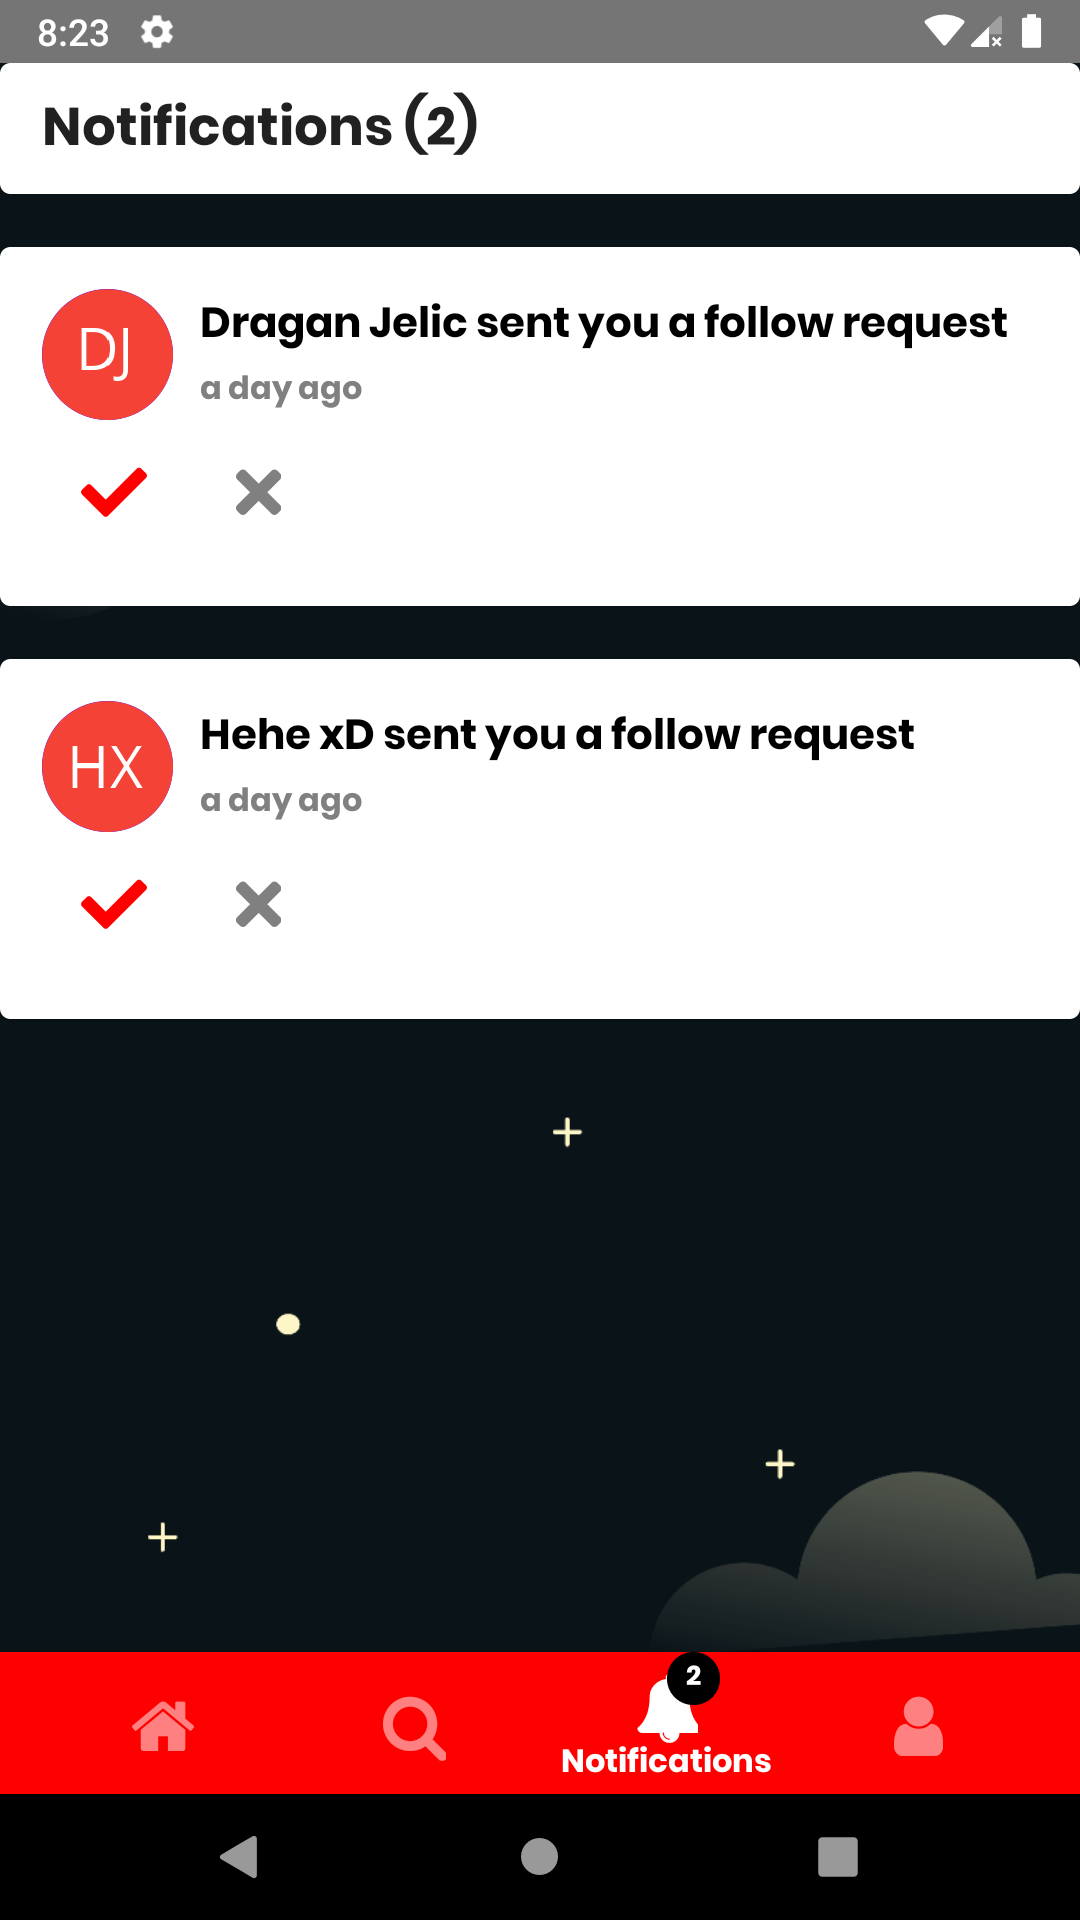 8:23
Notifications (2)
DJ
Dragan Jelic sent you a follow request
a day ago
HX
Hehe xD sent you a follow request
a day ago
2
Notifications